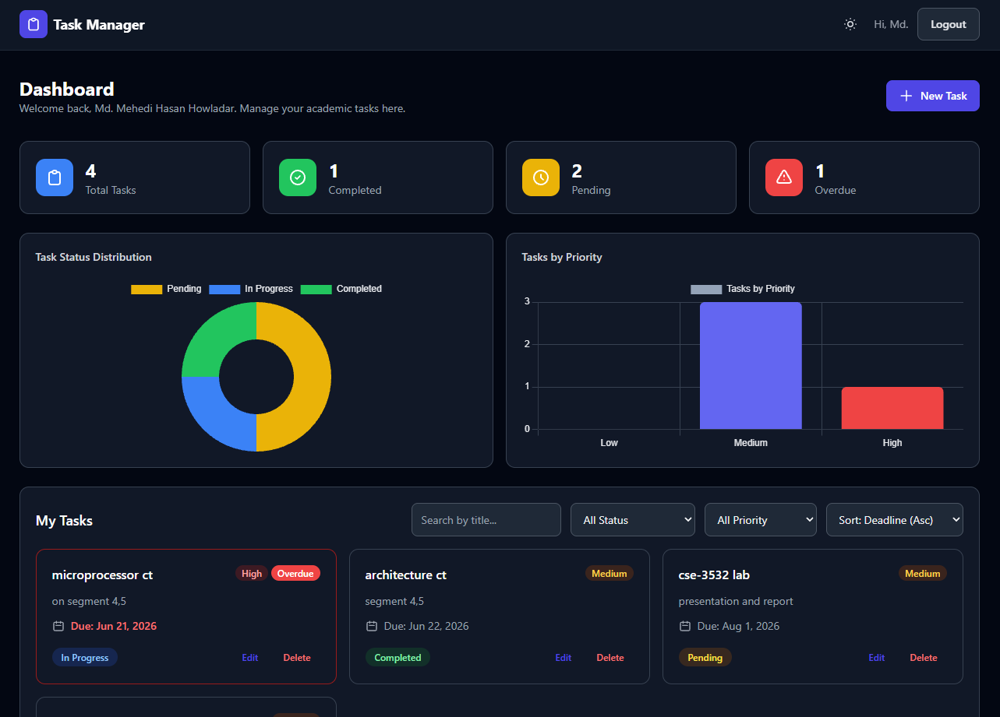 Task Manager
Hi, Md.
Logout
Dashboard
Welcome back, Md. Mehedi Hasan Howladar. Manage your academic tasks here.
New Task
4
Total Tasks
1
Completed
2
Pending
1
Overdue
Task Status Distribution
Pending
In Progress
Completed
Tasks by Priority
Tasks by Priority
3
2
1
0
Low
Medium
High
My Tasks
Search by title...
All Status
All Priority
Sort: Deadline (Asc)
microprocessor ct
High
Overdue
on segment 4,5
Due: Jun 21, 2026
In Progress
Edit
Delete
architecture ct
Medium
segment 4,5
Due: Jun 22, 2026
Completed
Edit
Delete
cse-3532 lab
Medium
presentation and report
Due: Aug 1, 2026
Pending
Edit
Delete